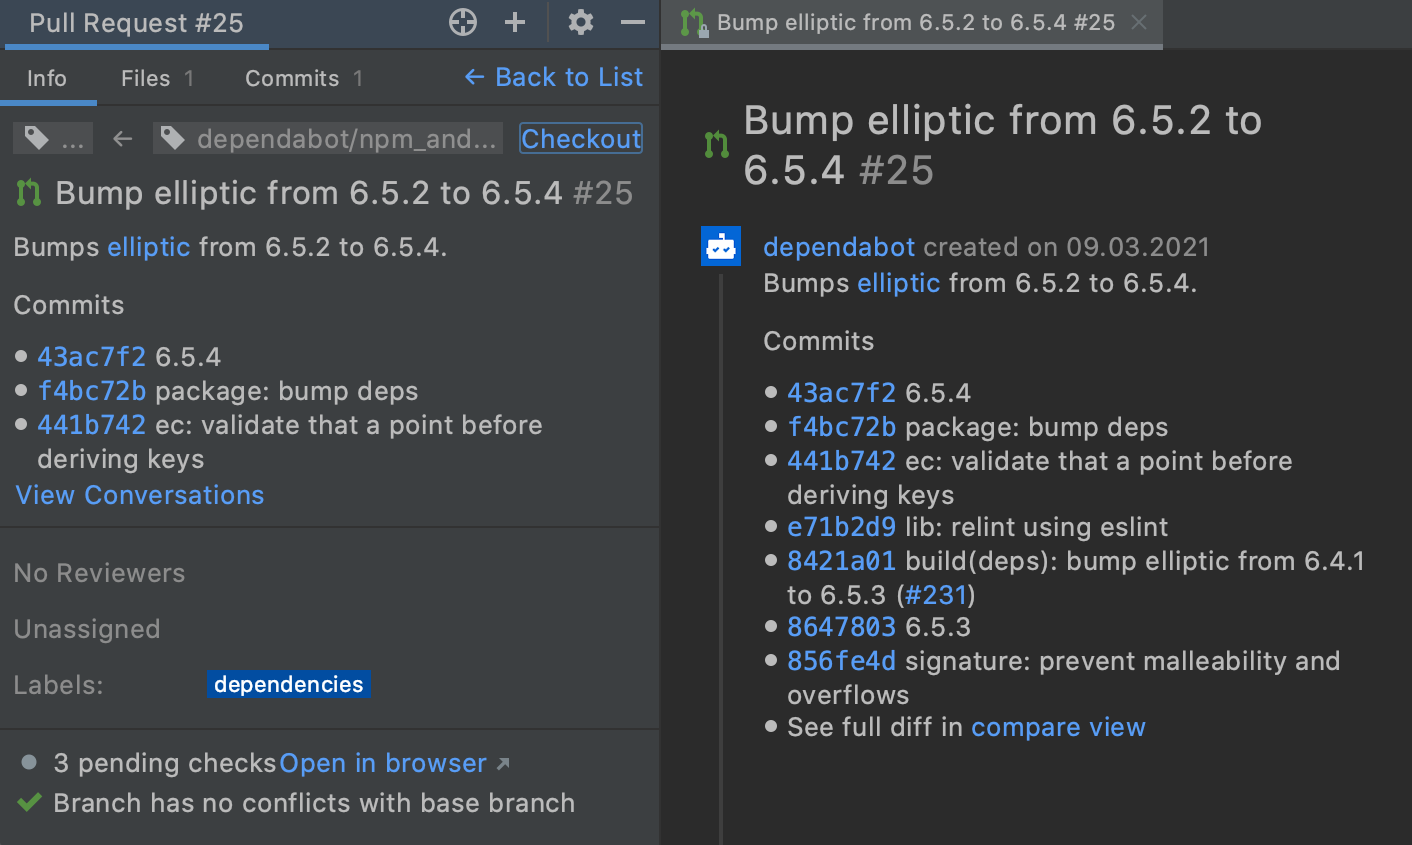 Pull Request #25
Info
Files 1
Commits 1
← Back to List
...
←
dependabot/npm_and...
Checkout
Bump elliptic from 6.5.2 to 6.5.4 #25
Bumps elliptic from 6.5.2 to 6.5.4.
Commits
• 43ac7f2 6.5.4
• f4bc72b package: bump deps
• 441b742 ec: validate that a point before
deriving keys
View Conversations
No Reviewers
Unassigned
Labels: dependencies
3 pending checks Open in browser ↗
Branch has no conflicts with base branch
Bump elliptic from 6.5.2 to 6.5.4 #25
Bump elliptic from 6.5.2 to
6.5.4 #25
dependabot created on 09.03.2021
Bumps elliptic from 6.5.2 to 6.5.4.
Commits
• 43ac7f2 6.5.4
• f4bc72b package: bump deps
• 441b742 ec: validate that a point before
deriving keys
• e71b2d9 lib: relint using eslint
• 8421a01 build(deps): bump elliptic from 6.4.1
to 6.5.3 (#231)
• 8647803 6.5.3
• 856fe4d signature: prevent malleability and
overflows
• See full diff in compare view